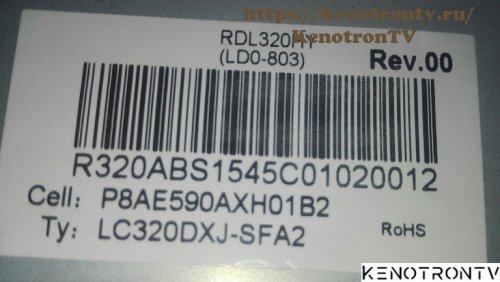 https://kenotrontv.ru/
KenotronTV
RDL320HY
(LD0-803)
Rev.00
R320ABS1545C01020012
Cell: P8AE590AXH01B2
Ty: LC320DXJ-SFA2
RoHS
KENOTRONTV